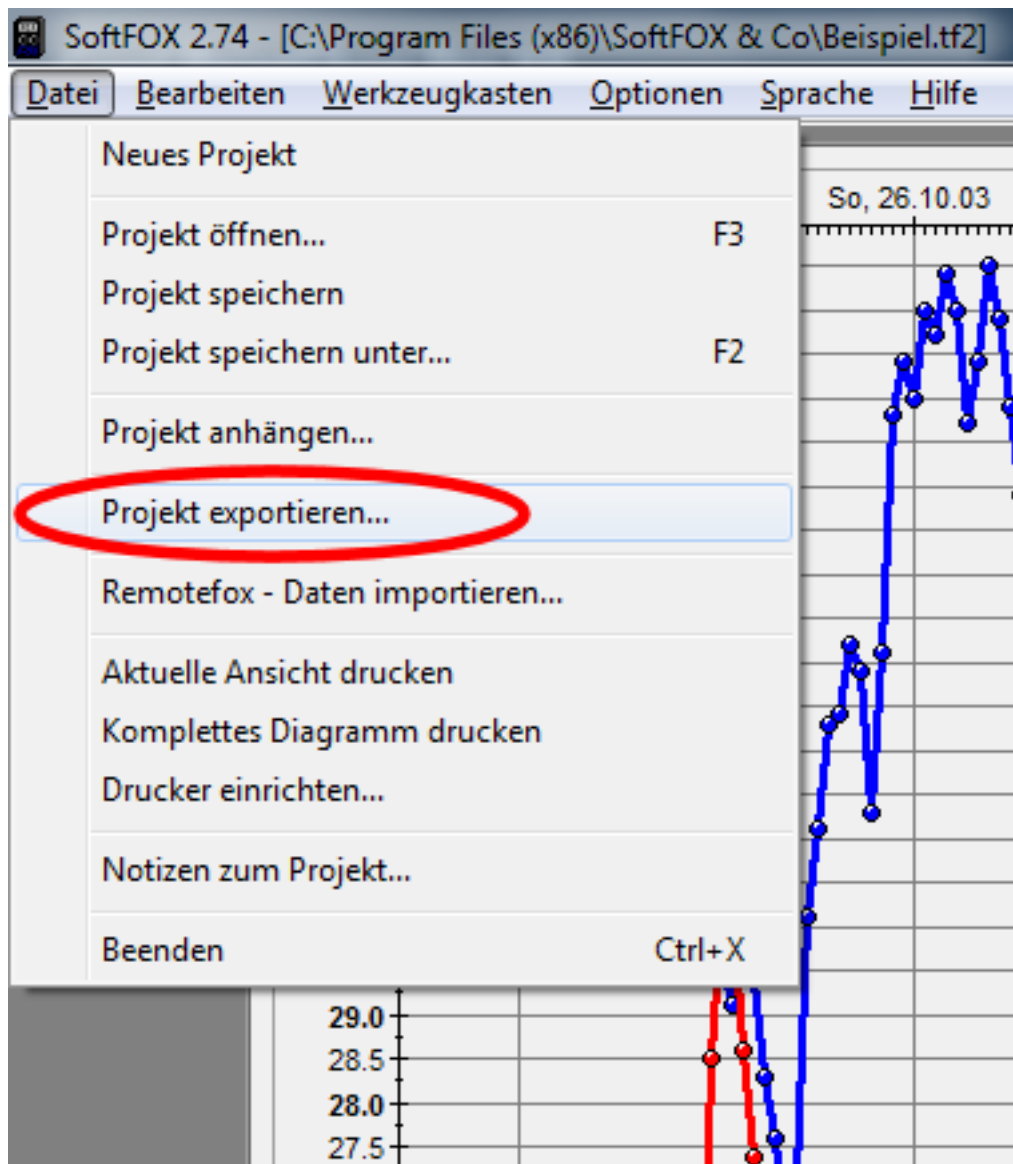 SoftFOX 2.74 - [C:\Program Files (x86)\SoftFOX & Co\Beispiel.tf2]
Datei Bearbeiten Werkzeugkasten Optionen Sprache Hilfe
Neues Projekt
Projekt öffnen... F3
Projekt speichern
Projekt speichern unter... F2
Projekt anhängen...
Projekt exportieren...
Remotefox - Daten importieren...
Aktuelle Ansicht drucken
Komplettes Diagramm drucken
Drucker einrichten...
Notizen zum Projekt...
Beenden Ctrl+X
So, 26.10.03
29.0
28.5
28.0
27.5